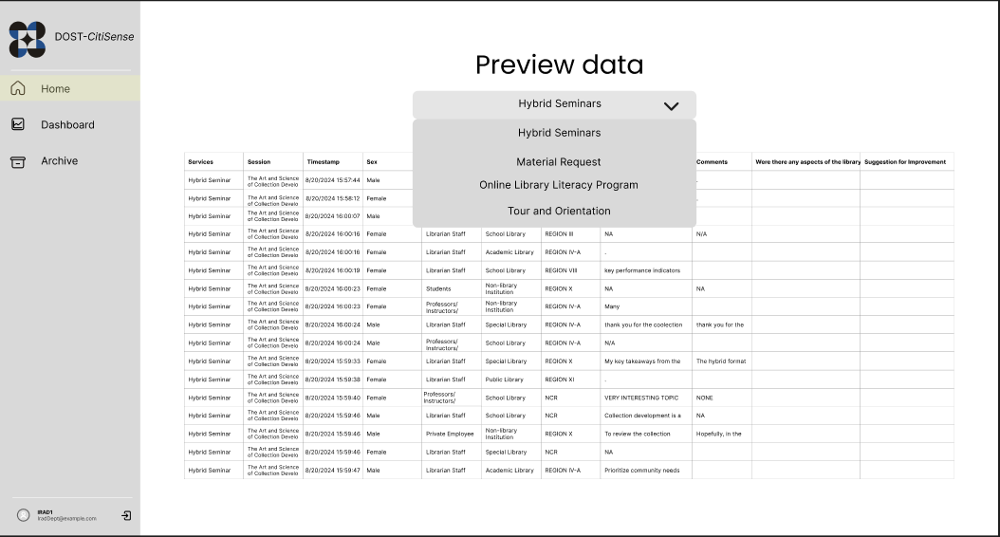 DOST-CitiSense
Home
Dashboard
Archive
IRAD1
IradDept@example.com
Preview data
Hybrid Seminars
Hybrid Seminars
Material Request
Online Library Literacy Program
Tour and Orientation
Services Session Timestamp Sex Comments Were there any aspects of the library Suggestion for Improvement
Hybrid Seminar The Art and Science of Collection Develo 8/20/2024 15:57:44 Male .
Hybrid Seminar The Art and Science of Collection Develo 8/20/2024 15:58:12 Female .
Hybrid Seminar The Art and Science of Collection Develo 8/20/2024 16:00:07 Male
Hybrid Seminar The Art and Science of Collection Develo 8/20/2024 16:00:16 Female Librarian Staff School Library REGION III NA N/A
Hybrid Seminar The Art and Science of Collection Develo 8/20/2024 16:00:16 Female Librarian Staff Academic Library REGION IV-A .
Hybrid Seminar The Art and Science of Collection Develo 8/20/2024 16:00:19 Female Librarian Staff School Library REGION VIII key performance indicators
Hybrid Seminar The Art and Science of Collection Develo 8/20/2024 16:00:23 Female Students Non-library Institution REGION X NA NA
Hybrid Seminar The Art and Science of Collection Develo 8/20/2024 16:00:23 Female Professors/ Instructors/ Non-library Institution REGION IV-A Many
Hybrid Seminar The Art and Science of Collection Develo 8/20/2024 16:00:24 Male Librarian Staff Special Library REGION IV-A thank you for the coolection thank you for the
Hybrid Seminar The Art and Science of Collection Develo 8/20/2024 16:00:24 Male Professors/ Instructors/ School Library REGION IV-A N/A
Hybrid Seminar The Art and Science of Collection Develo 8/20/2024 15:59:33 Female Librarian Staff Special Library REGION X My key takeaways from the The hybrid format
Hybrid Seminar The Art and Science of Collection Develo 8/20/2024 15:59:38 Female Librarian Staff Public Library REGION XI .
Hybrid Seminar The Art and Science of Collection Develo 8/20/2024 15:59:40 Female Professors/ Instructors/ School Library NCR VERY INTERESTING TOPIC NONE
Hybrid Seminar The Art and Science of Collection Develo 8/20/2024 15:59:46 Male Librarian Staff School Library NCR Collection development is a NA
Hybrid Seminar The Art and Science of Collection Develo 8/20/2024 15:59:46 Male Private Employee Non-library Institution REGION X To review the collection Hopefully, in the
Hybrid Seminar The Art and Science of Collection Develo 8/20/2024 15:59:46 Female Librarian Staff Special Library NCR NA
Hybrid Seminar The Art and Science of Collection Develo 8/20/2024 15:59:47 Male Librarian Staff Academic Library REGION IV-A Prioritize community needs